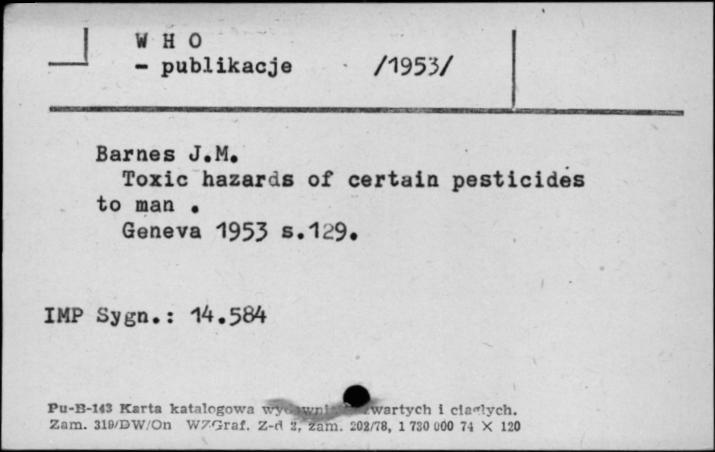 W H O
- publikacje /1953/
Barnes J.M.
Toxic hazards of certain pesticides
to man .
Geneva 1953 s.129.
IMP Sygn.: 14.584
Pu-B-143 Karta katalogowa i ciągłych.
Zam. 319/DW/On WZGraf. Z-d 2, zam. 202/78, 1 730 000 74 X 120